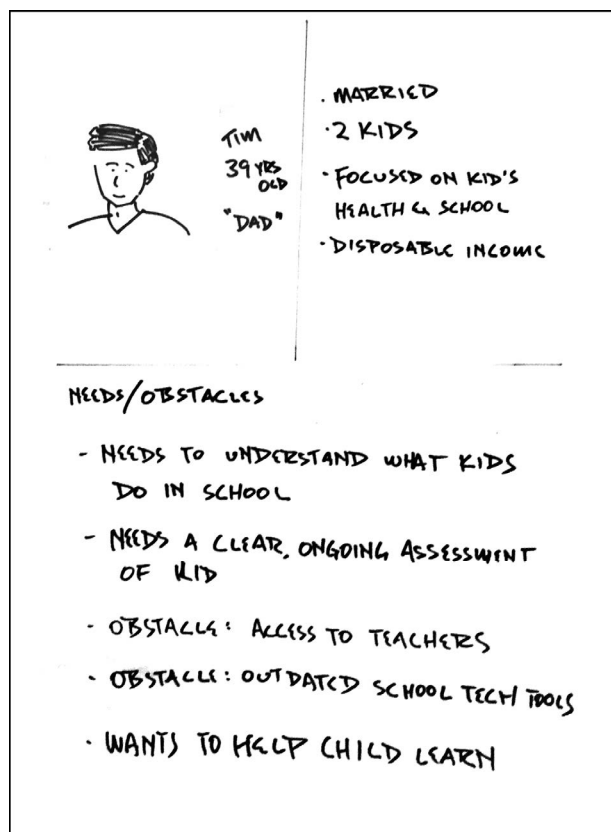 TIM
39 YRS
OLD
"DAD"
· MARRIED
· 2 KIDS
· FOCUSED ON KID'S
HEALTH & SCHOOL
· DISPOSABLE INCOME
NEEDS/OBSTACLES
- NEEDS TO UNDERSTAND WHAT KIDS
DO IN SCHOOL
- NEEDS A CLEAR, ONGOING ASSESSMENT
OF KID
- OBSTACLE: ACCESS TO TEACHERS
- OBSTACLE: OUTDATED SCHOOL TECH TOOLS
· WANTS TO HELP CHILD LEARN